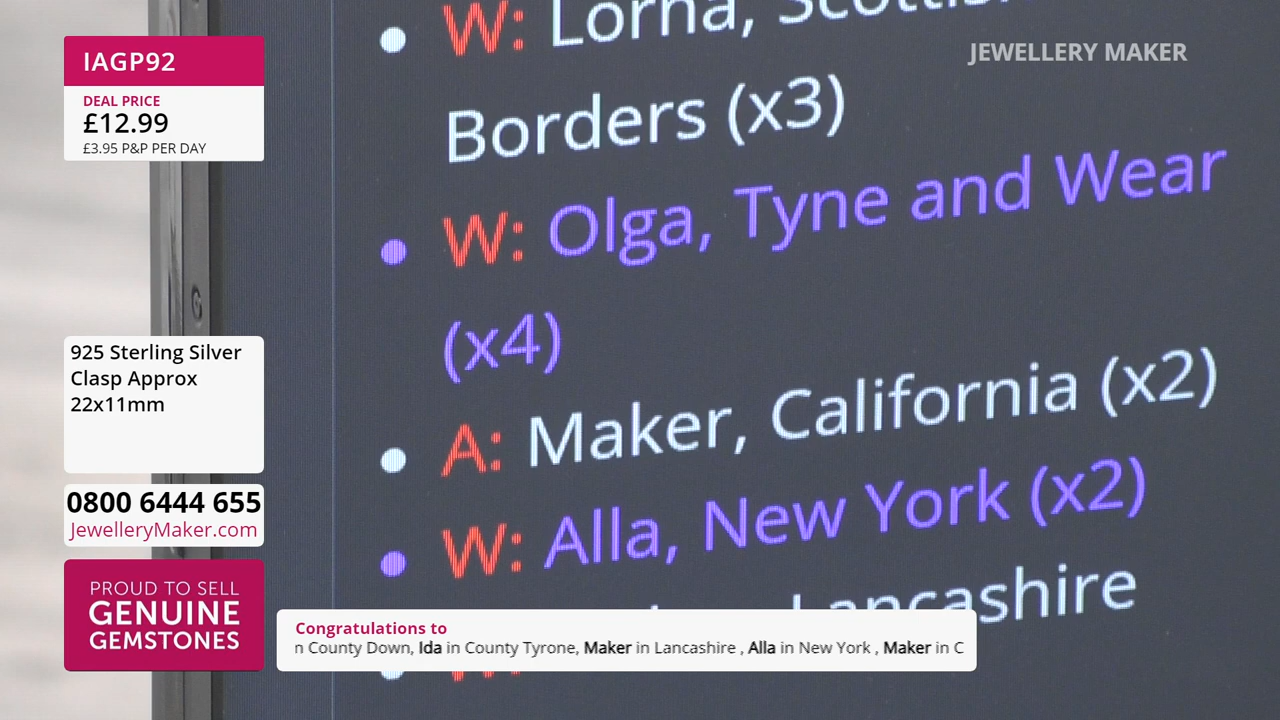 IAGP92
DEAL PRICE
£12.99
£3.95 P&P PER DAY
JEWELLERY MAKER
W: Lorna, Scottish
Borders (x3)
W: Olga, Tyne and Wear
(x4)
A: Maker, California (x2)
W: Alla, New York (x2)
Lancashire
925 Sterling Silver
Clasp Approx
22x11mm
0800 6444 655
JewelleryMaker.com
PROUD TO SELL
GENUINE
GEMSTONES
Congratulations to
n County Down, Ida in County Tyrone, Maker in Lancashire , Alla in New York , Maker in C